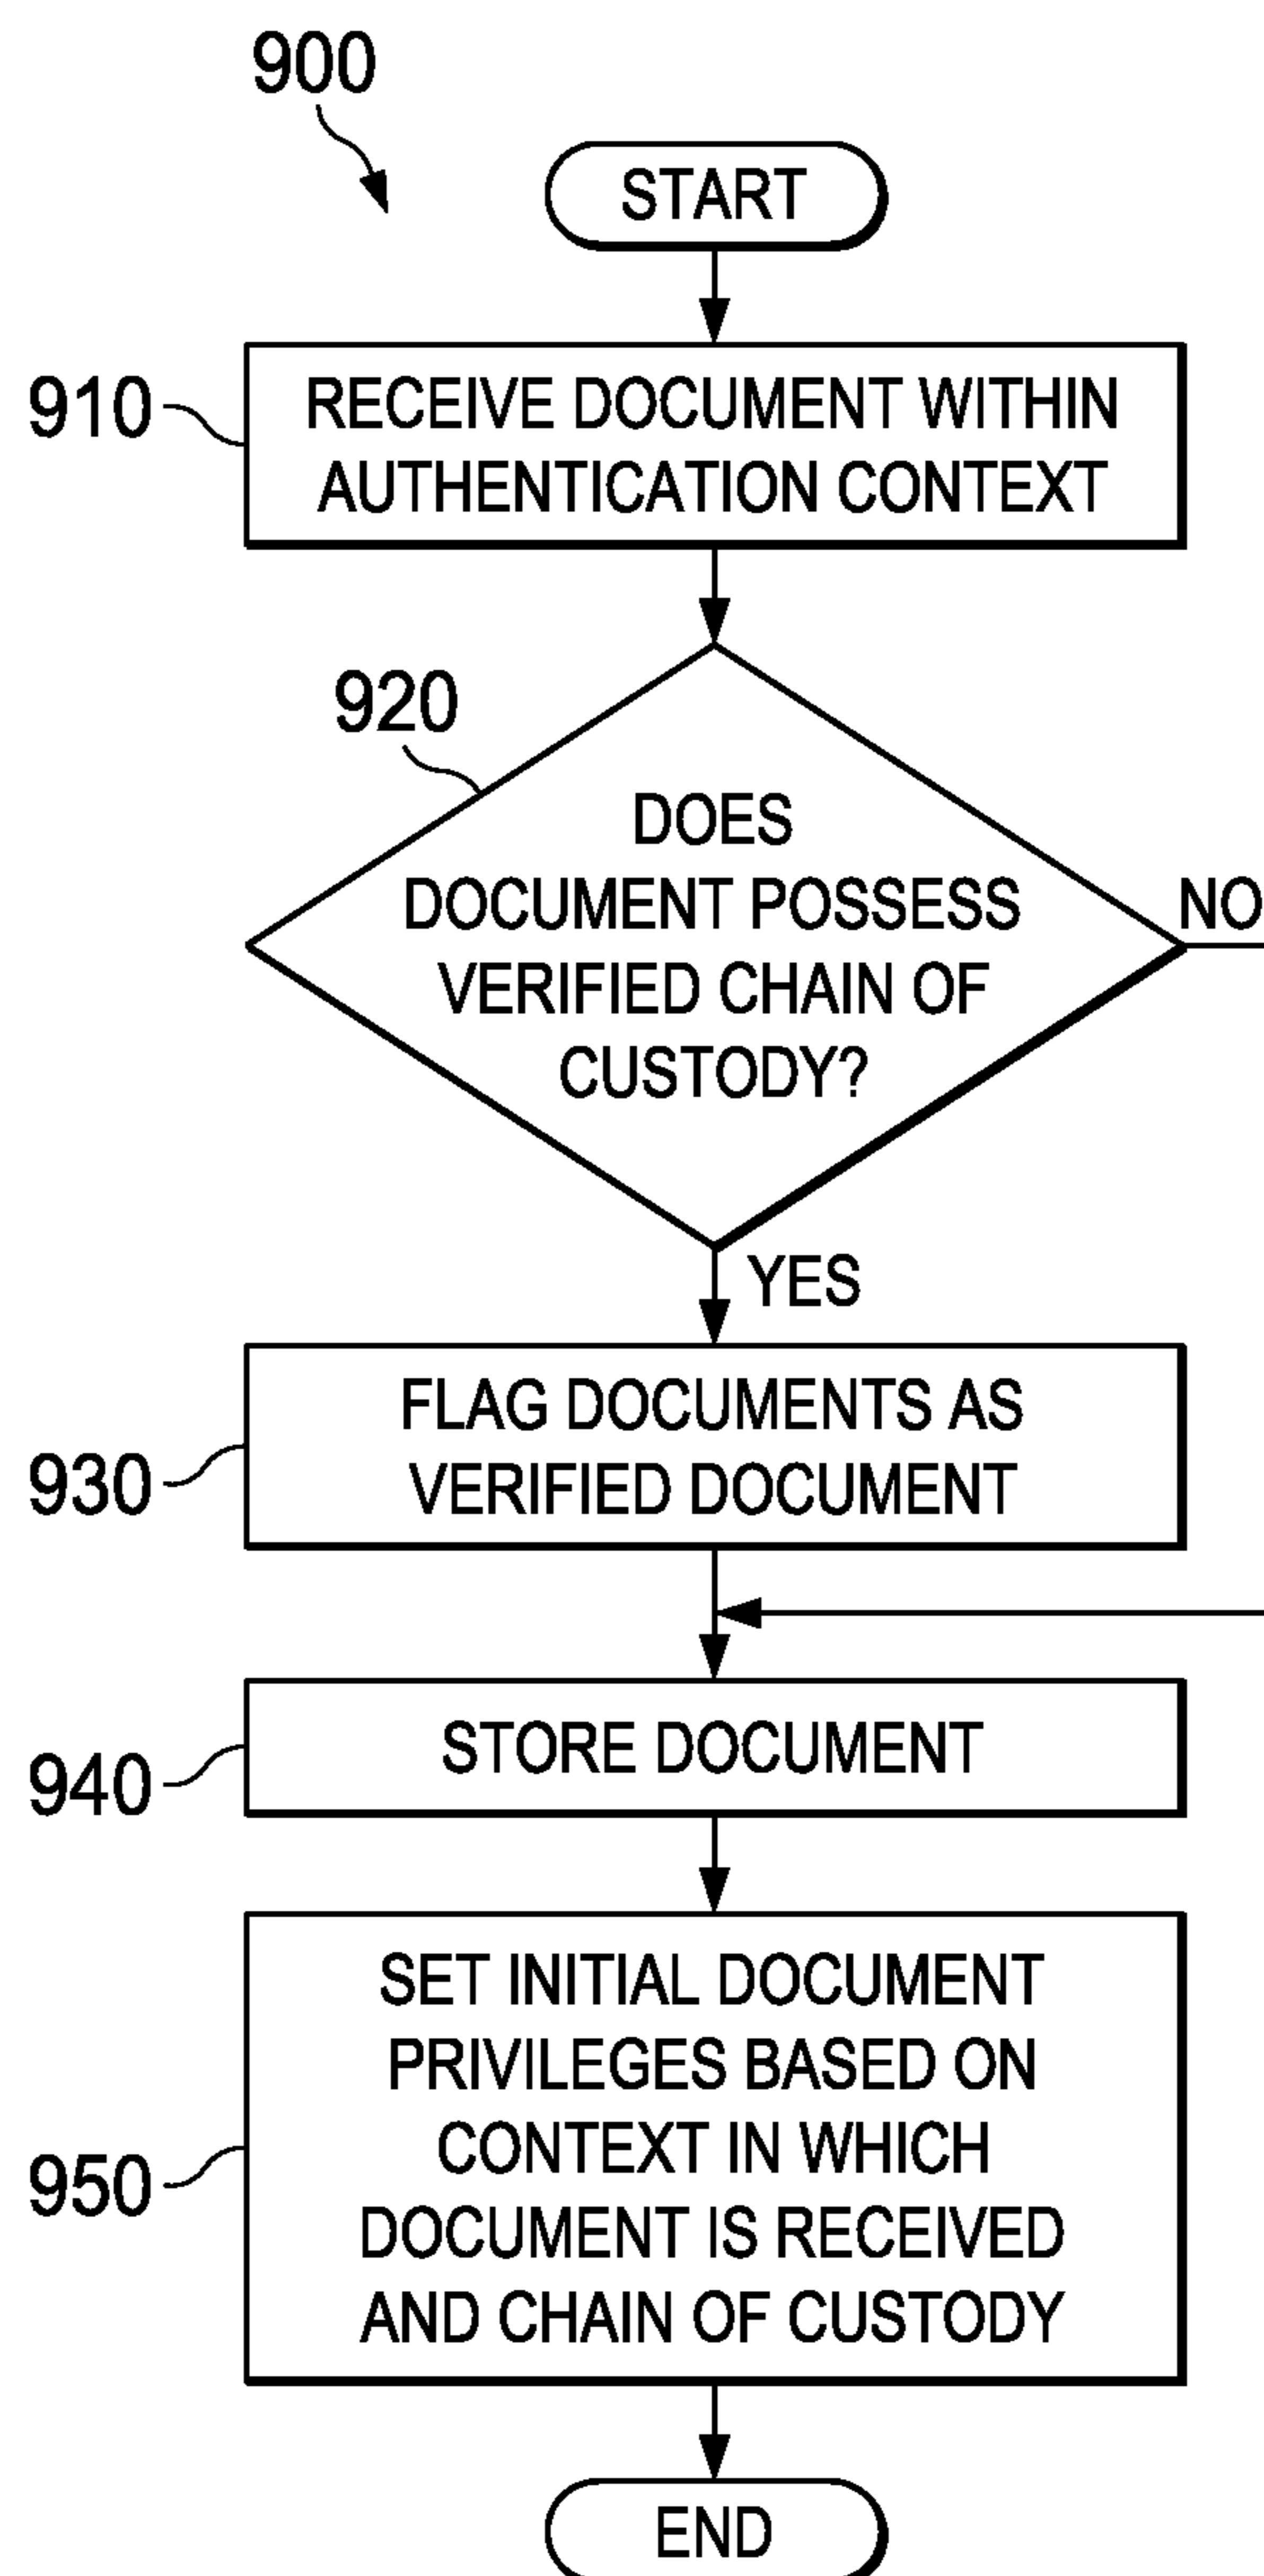 900
START
910
RECEIVE DOCUMENT WITHIN
AUTHENTICATION CONTEXT
920
DOES
DOCUMENT POSSESS
VERIFIED CHAIN OF
CUSTODY?
NO
YES
930
FLAG DOCUMENTS AS
VERIFIED DOCUMENT
940
STORE DOCUMENT
950
SET INITIAL DOCUMENT
PRIVILEGES BASED ON
CONTEXT IN WHICH
DOCUMENT IS RECEIVED
AND CHAIN OF CUSTODY
END